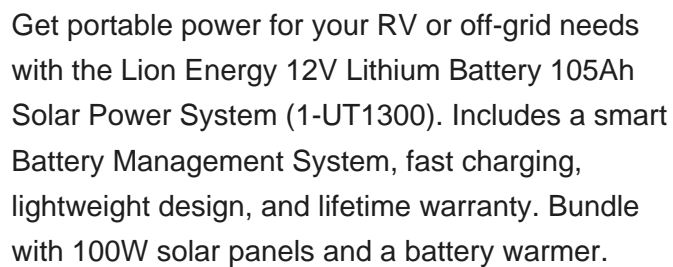 Get portable power for your RV or off-grid needs
with the Lion Energy 12V Lithium Battery 105Ah
Solar Power System (1-UT1300). Includes a smart
Battery Management System, fast charging,
lightweight design, and lifetime warranty. Bundle
with 100W solar panels and a battery warmer.